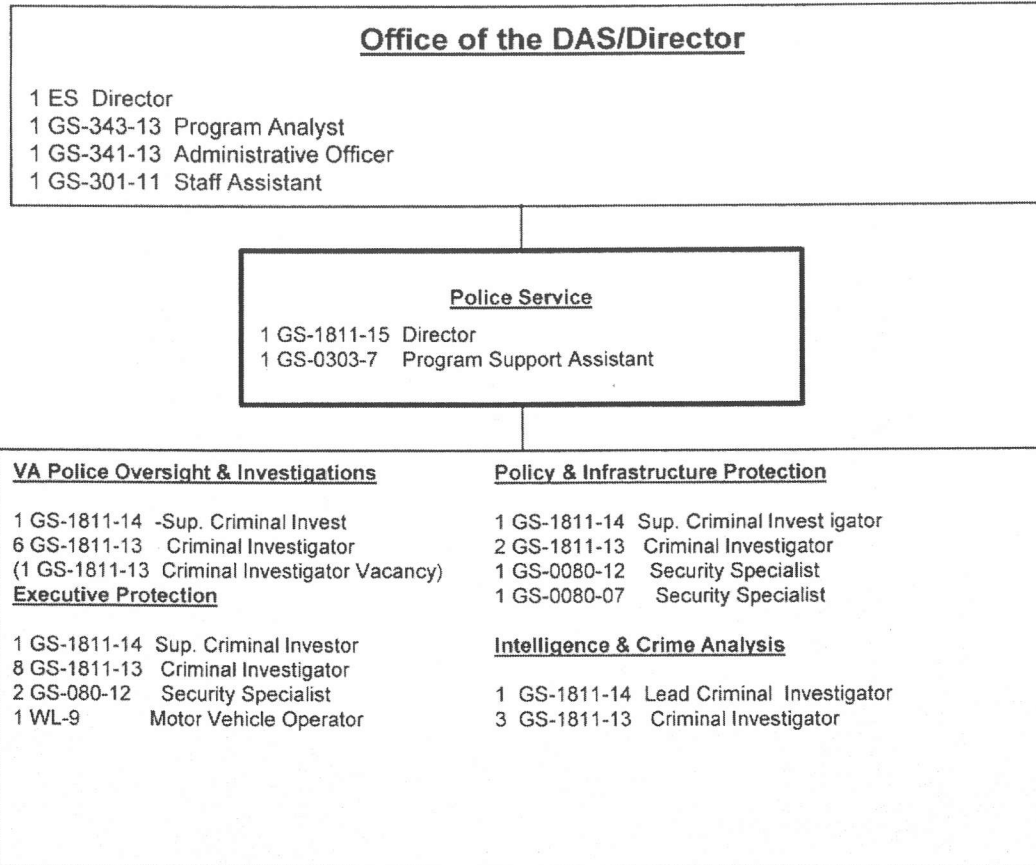 Office of the DAS/Director
1 ES Director
1 GS-343-13 Program Analyst
1 GS-341-13 Administrative Officer
1 GS-301-11 Staff Assistant
Police Service
1 GS-1811-15 Director
1 GS-0303-7 Program Support Assistant
VA Police Oversight & Investigations
1 GS-1811-14 -Sup. Criminal Invest
6 GS-1811-13 Criminal Investigator
(1 GS-1811-13 Criminal Investigator Vacancy)
Executive Protection
1 GS-1811-14 Sup. Criminal Investor
8 GS-1811-13 Criminal Investigator
2 GS-080-12 Security Specialist
1 WL-9 Motor Vehicle Operator
Policy & Infrastructure Protection
1 GS-1811-14 Sup. Criminal Invest igator
2 GS-1811-13 Criminal Investigator
1 GS-0080-12 Security Specialist
1 GS-0080-07 Security Specialist
Intelligence & Crime Analysis
1 GS-1811-14 Lead Criminal Investigator
3 GS-1811-13 Criminal Investigator